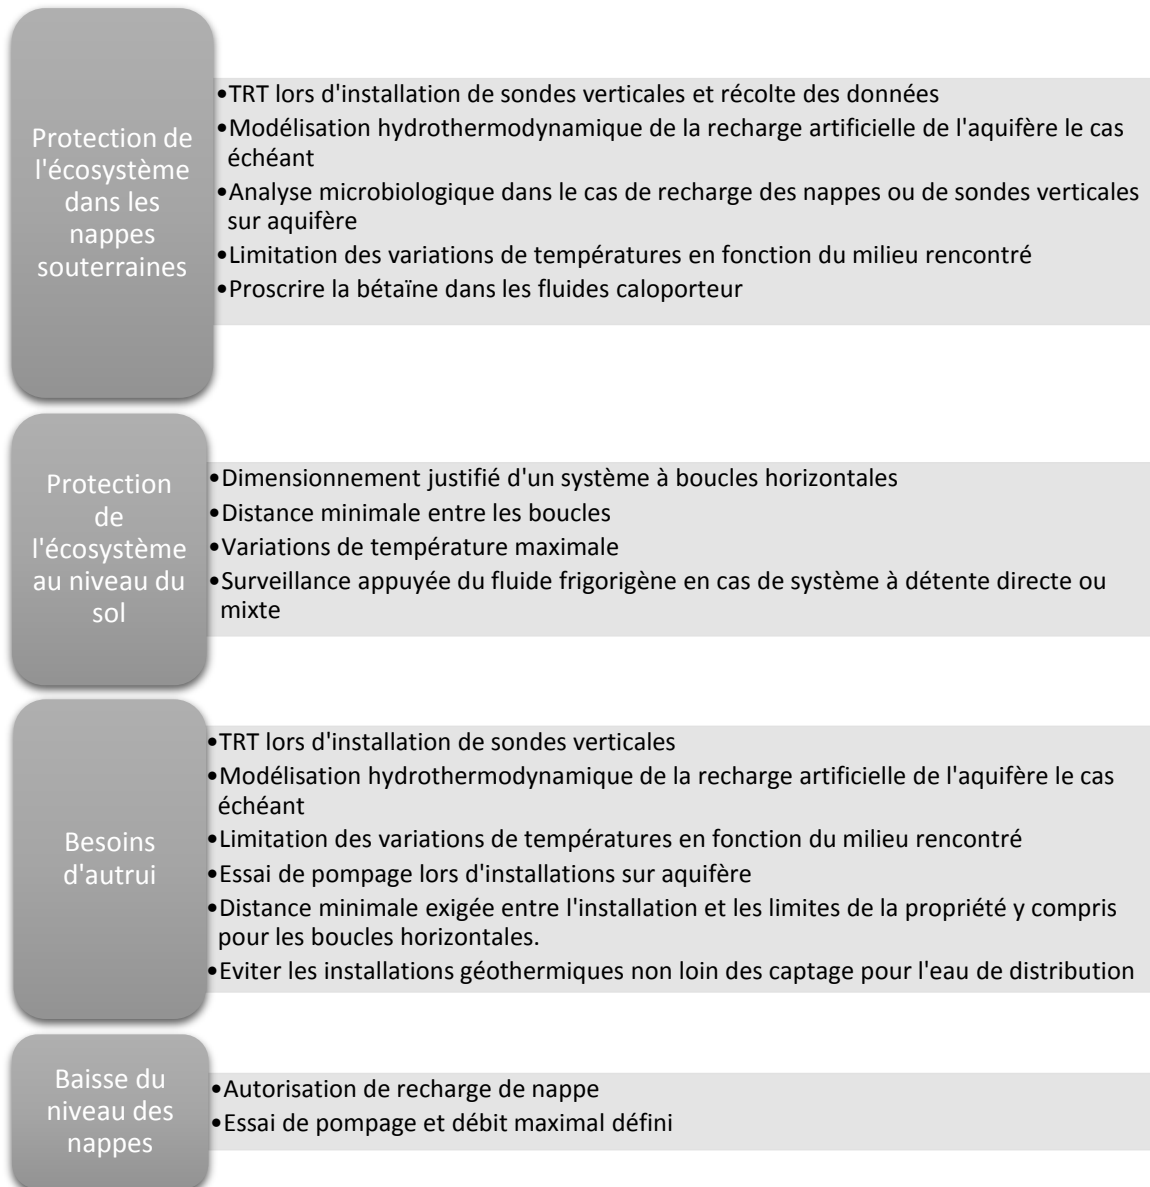 Protection de
l'écosystème
dans les
nappes
souterraines
•TRT lors d'installation de sondes verticales et récolte des données
•Modélisation hydrothermodynamique de la recharge artificielle de l'aquifère le cas
échéant
•Analyse microbiologique dans le cas de recharge des nappes ou de sondes verticales
sur aquifère
•Limitation des variations de températures en fonction du milieu rencontré
•Proscrire la bétaïne dans les fluides caloporteur
Protection
de
l'écosystème
au niveau du
sol
•Dimensionnement justifié d'un système à boucles horizontales
•Distance minimale entre les boucles
•Variations de température maximale
•Surveillance appuyée du fluide frigorigène en cas de système à détente directe ou
mixte
Besoins
d'autrui
•TRT lors d'installation de sondes verticales
•Modélisation hydrothermodynamique de la recharge artificielle de l'aquifère le cas
échéant
•Limitation des variations de températures en fonction du milieu rencontré
•Essai de pompage lors d'installations sur aquifère
•Distance minimale exigée entre l'installation et les limites de la propriété y compris
pour les boucles horizontales.
•Eviter les installations géothermiques non loin des captage pour l'eau de distribution
Baisse du
niveau des
nappes
•Autorisation de recharge de nappe
•Essai de pompage et débit maximal défini